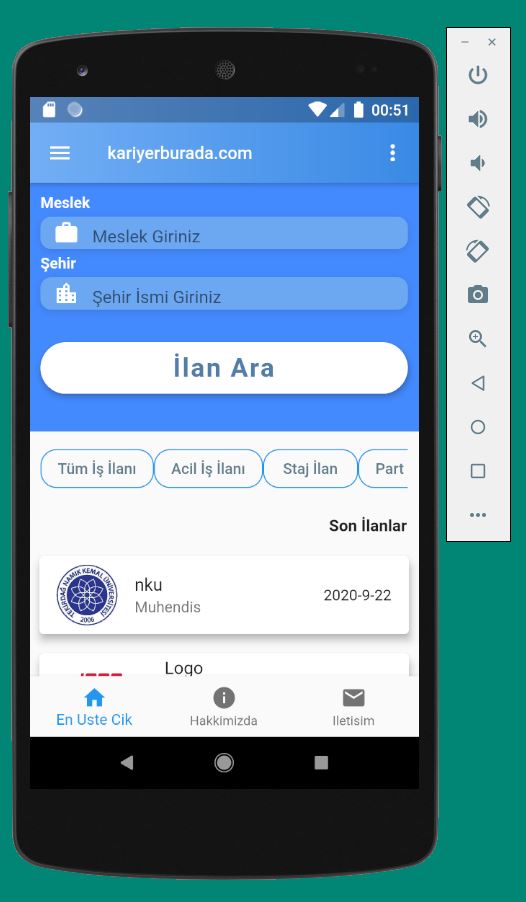 00:51
kariyerburada.com
Meslek
Meslek Giriniz
Şehir
Şehir İsmi Giriniz
İlan Ara
Tüm İş İlanı Acil İş İlanı Staj İlan Part
Son İlanlar
TEKİRDAĞ NAMIK KEMAL ÜNİVERSİTESİ
2006
nku
Muhendis
2020-9-22
Logo
En Uste Cik Hakkimizda Iletisim